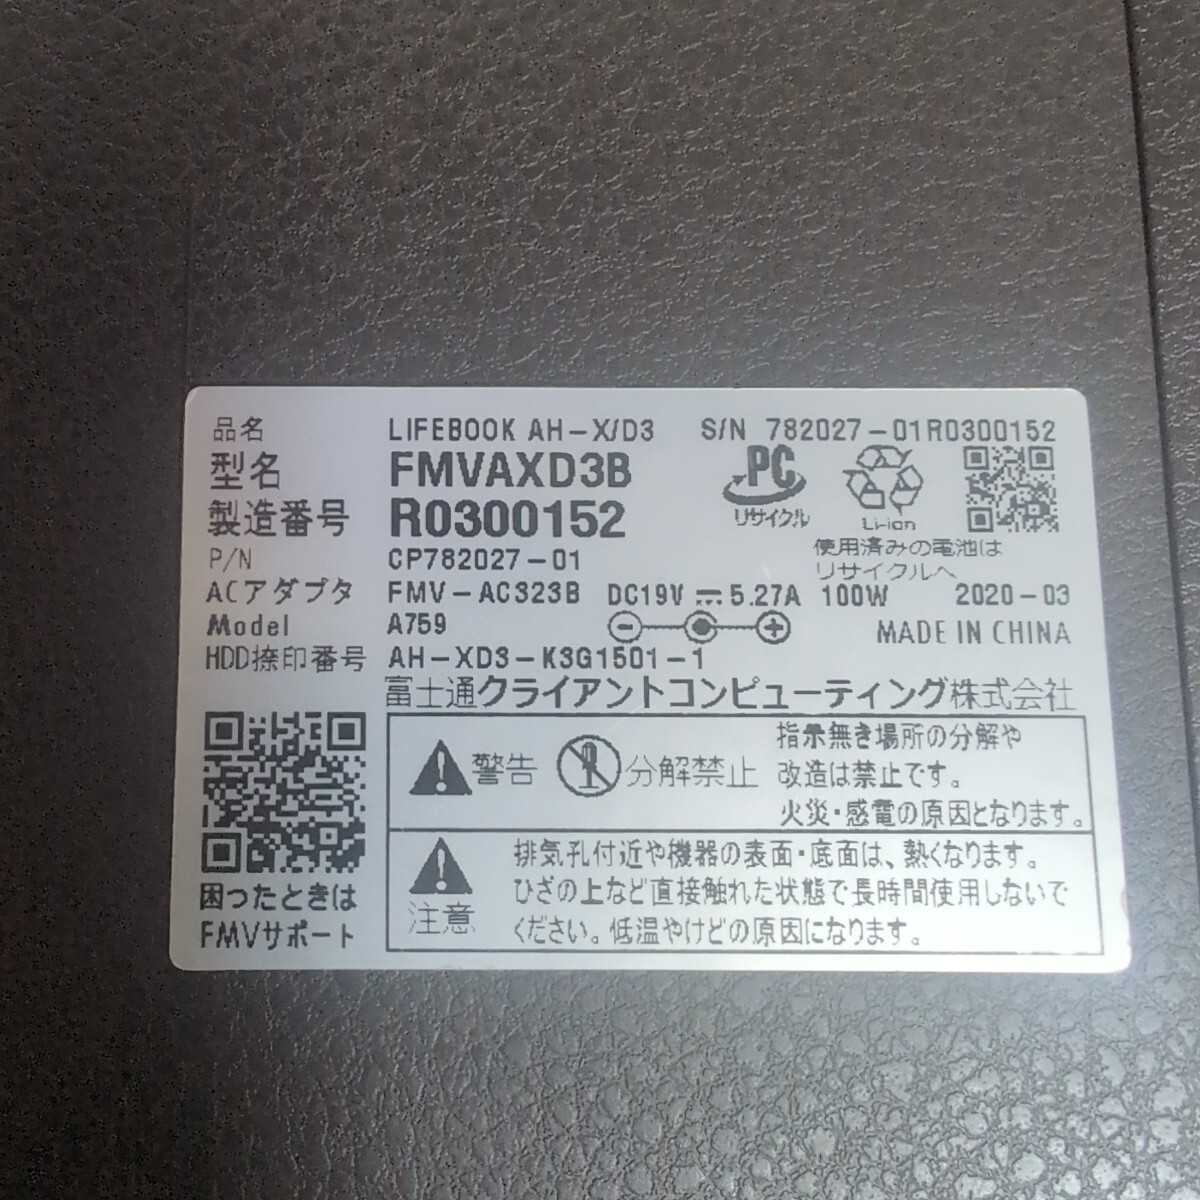 品名 LIFEBOOK AH-X/D3 S/N 782027-01R0300152
型名 FMVAXD3B
製造番号 R0300152
PC
リサイクル
Li-ion
使用済みの電池は
リサイクルへ
P/N CP782027-01
ACアダプタ FMV-AC323B DC19V 5.27A 100W 2020-03
Model A759
MADE IN CHINA
HDD捺印番号 AH-XD3-K3G1501-1
富士通クライアントコンピューティング株式会社
警告 分解禁止
指示無き場所の分解や
改造は禁止です。
火災・感電の原因となります。
注意
排気孔付近や機器の表面・底面は、熱くなります。
ひざの上など直接触れた状態で長時間使用しないで
ください。低温やけどの原因になります。
困ったときは
FMVサポート